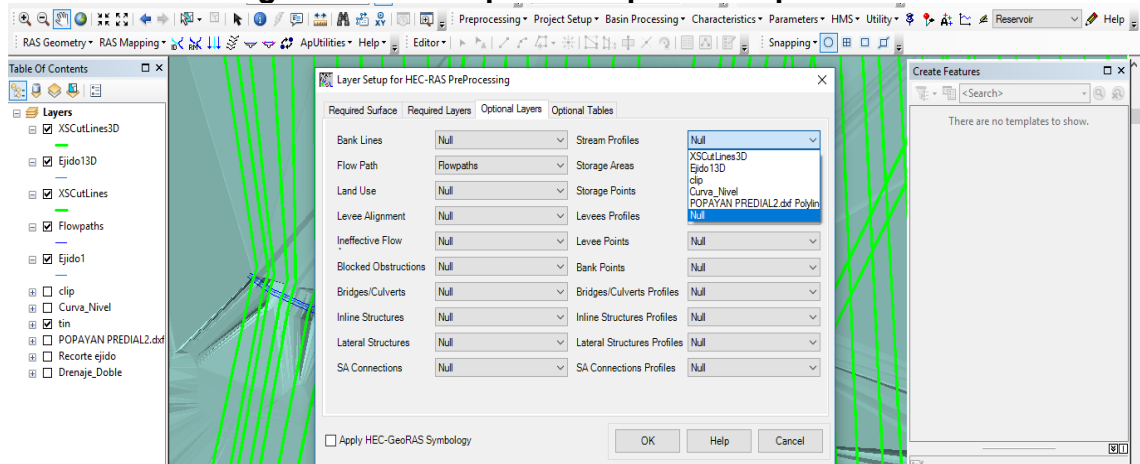 Preprocessing Project Setup Basin Processing Characteristics Parameters HMS Utility Reservoir Help
RAS Geometry RAS Mapping ApUtilities Help Editor Snapping
Table Of Contents
Layers
XSCutLines3D
Ejido13D
XSCutLines
Flowpaths
Ejido1
clip
Curva_Nivel
tin
POPAYAN PREDIAL2.dxf
Recorte ejido
Drenaje_Doble
Layer Setup for HEC-RAS PreProcessing
Required Surface Required Layers Optional Layers Optional Tables
Bank Lines Null Stream Profiles Null
Flow Path Flowpaths Storage Areas
Land Use Null Storage Points
Levee Alignment Null Levees Profiles
XSCutLines3D
Ejido13D
clip
Curva_Nivel
POPAYAN PREDIAL2.dxf Polylin
Null
Ineffective Flow Null Levee Points Null
Blocked Obstructions Null Bank Points Null
Bridges/Culverts Null Bridges/Culverts Profiles Null
Inline Structures Null Inline Structures Profiles Null
Lateral Structures Null Lateral Structures Profiles Null
SA Connections Null SA Connections Profiles Null
Apply HEC-GeoRAS Symbology OK Help Cancel
Create Features
<Search>
There are no templates to show.